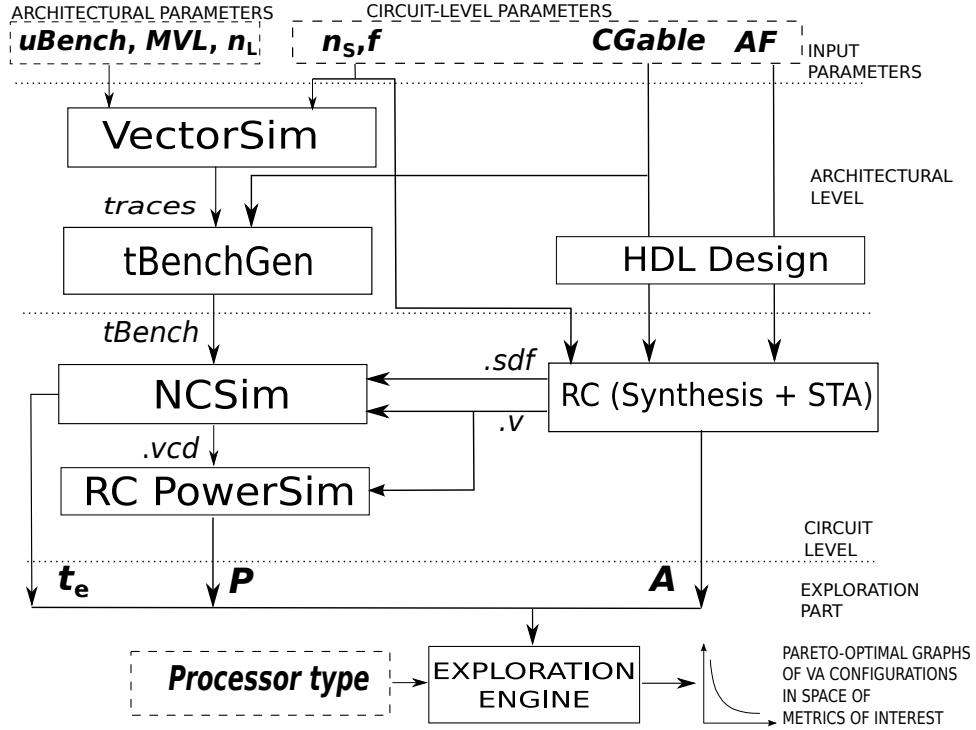 ARCHITECTURAL PARAMETERS
CIRCUIT-LEVEL PARAMETERS
uBench, MVL, nL
nS,f
CGable
AF
INPUT
PARAMETERS
VectorSim
ARCHITECTURAL
LEVEL
traces
tBenchGen
HDL Design
tBench
.sdf
NCSim
RC (Synthesis + STA)
.v
.vcd
RC PowerSim
CIRCUIT
LEVEL
te
P
A
EXPLORATION
PART
Processor type
EXPLORATION
ENGINE
PARETO-OPTIMAL GRAPHS
OF VA CONFIGURATIONS
IN SPACE OF
METRICS OF INTEREST